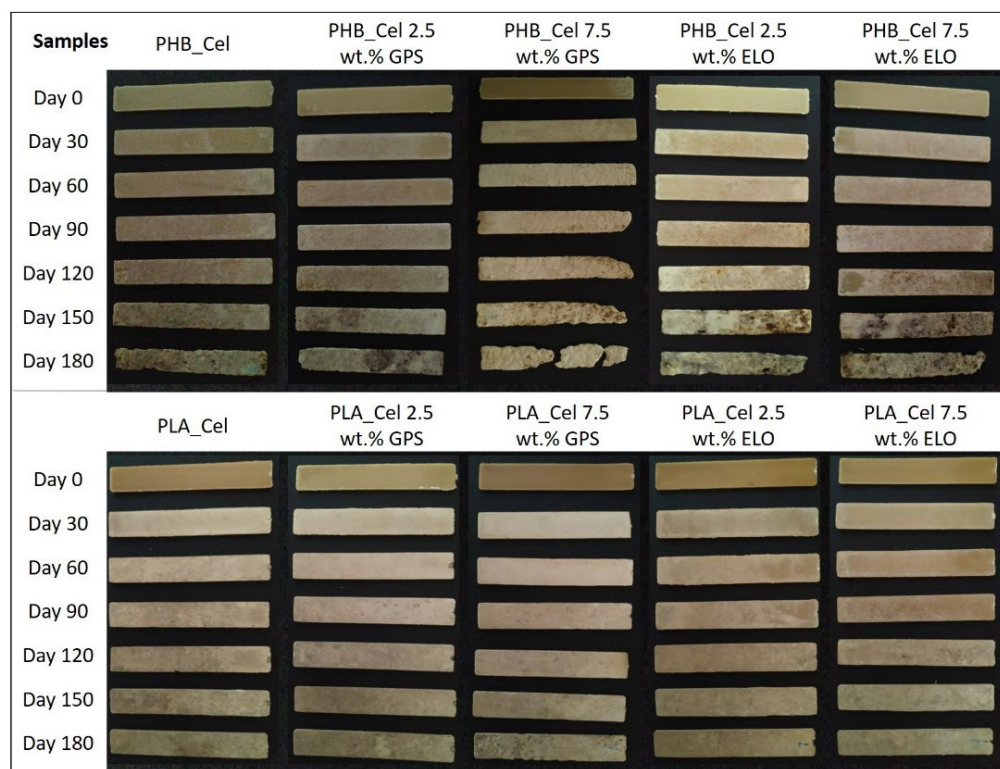 Samples
PHB_Cel
PHB_Cel 2.5
wt.% GPS
PHB_Cel 7.5
wt.% GPS
PHB_Cel 2.5
wt.% ELO
PHB_Cel 7.5
wt.% ELO
Day 0
Day 30
Day 60
Day 90
Day 120
Day 150
Day 180
PLA_Cel
PLA_Cel 2.5
wt.% GPS
PLA_Cel 7.5
wt.% GPS
PLA_Cel 2.5
wt.% ELO
PLA_Cel 7.5
wt.% ELO
Day 0
Day 30
Day 60
Day 90
Day 120
Day 150
Day 180